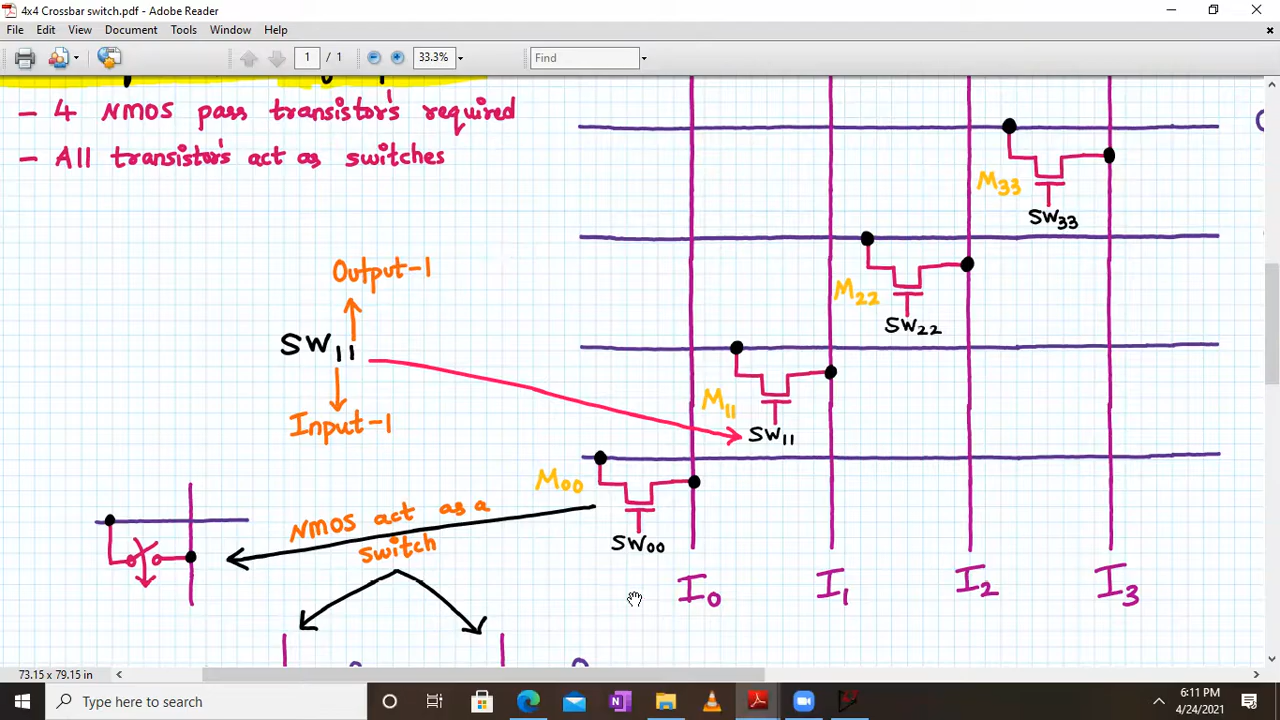 4x4 Crossbar switch.pdf - Adobe Reader
File Edit View Document Tools Window Help
1 / 1 33.3% Find
- 4 NMOS pass transistor's required
- All transistor's act as switches
M33
SW33
Output-1
M22
SW22
SW11
M11
Input-1
SW11
M00
NMOS act as a
switch
SW00
I0 I1 I2 I3
73.15 x 79.15 in
Type here to search
6:11 PM
4/24/2021